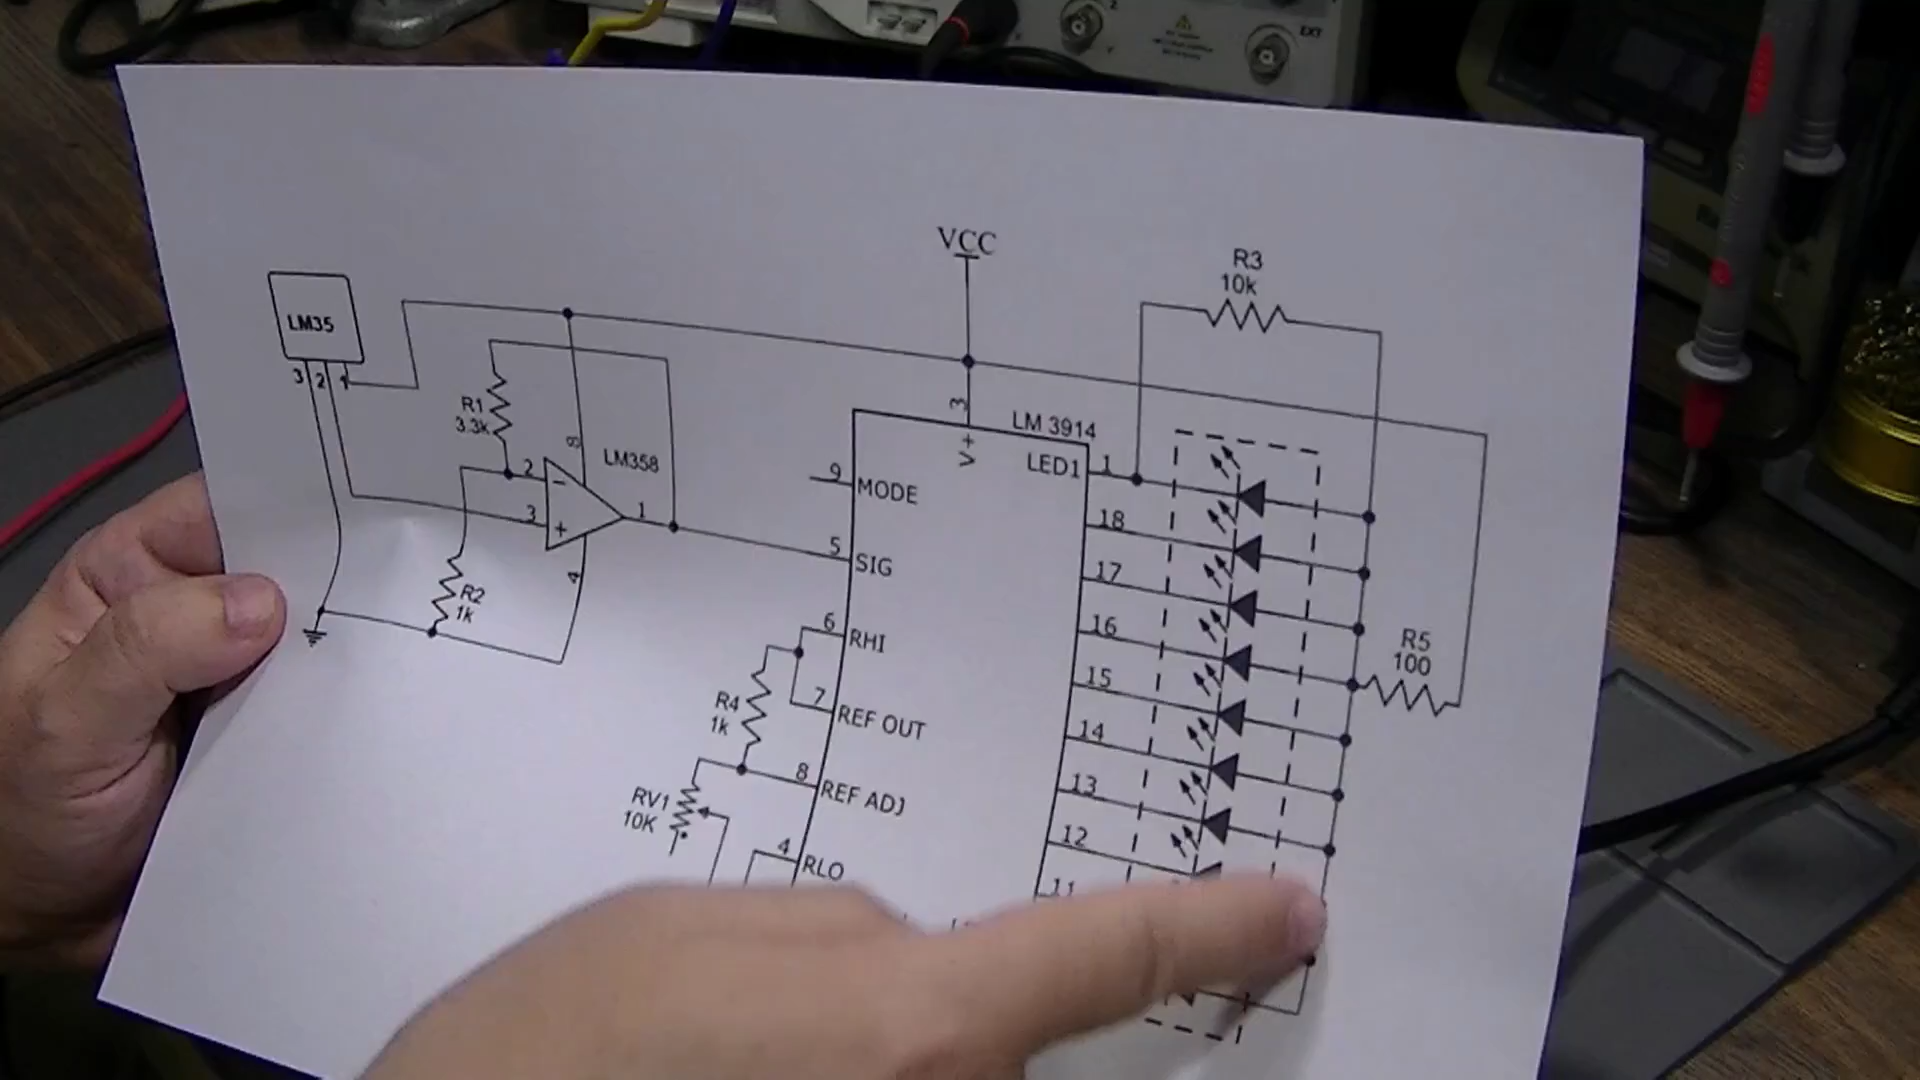 EXT
VCC
R3
10k
LM35
3 2 1
R1
3.3k
8
LM358
2
-
3
+
1
4
R2
1k
3
V+
LM 3914
9
MODE
LED1
1
5
SIG
18
17
6
RHI
16
R5
100
7
REF OUT
15
R4
1k
14
8
REF ADJ
13
RV1
10K
12
4
RLO
11